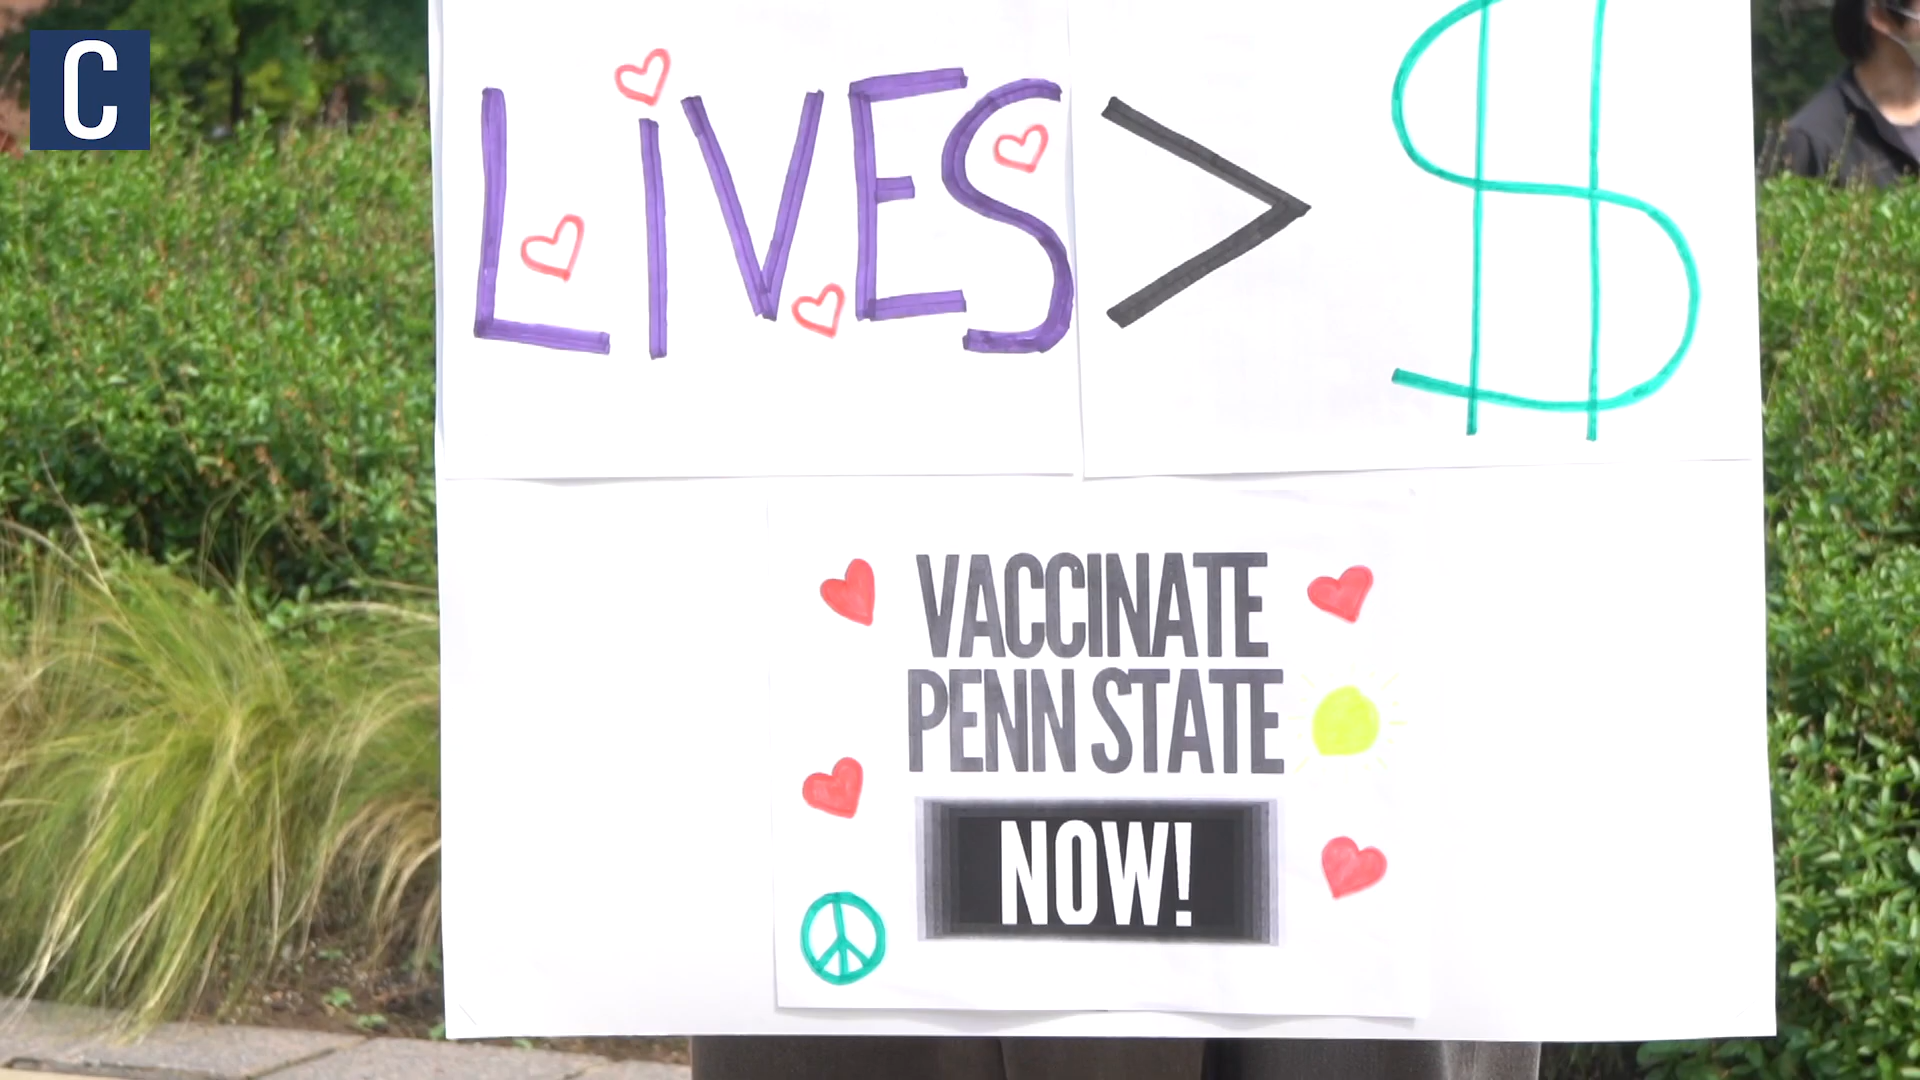 C
LiVES > $
VACCINATE
PENN STATE
NOW!